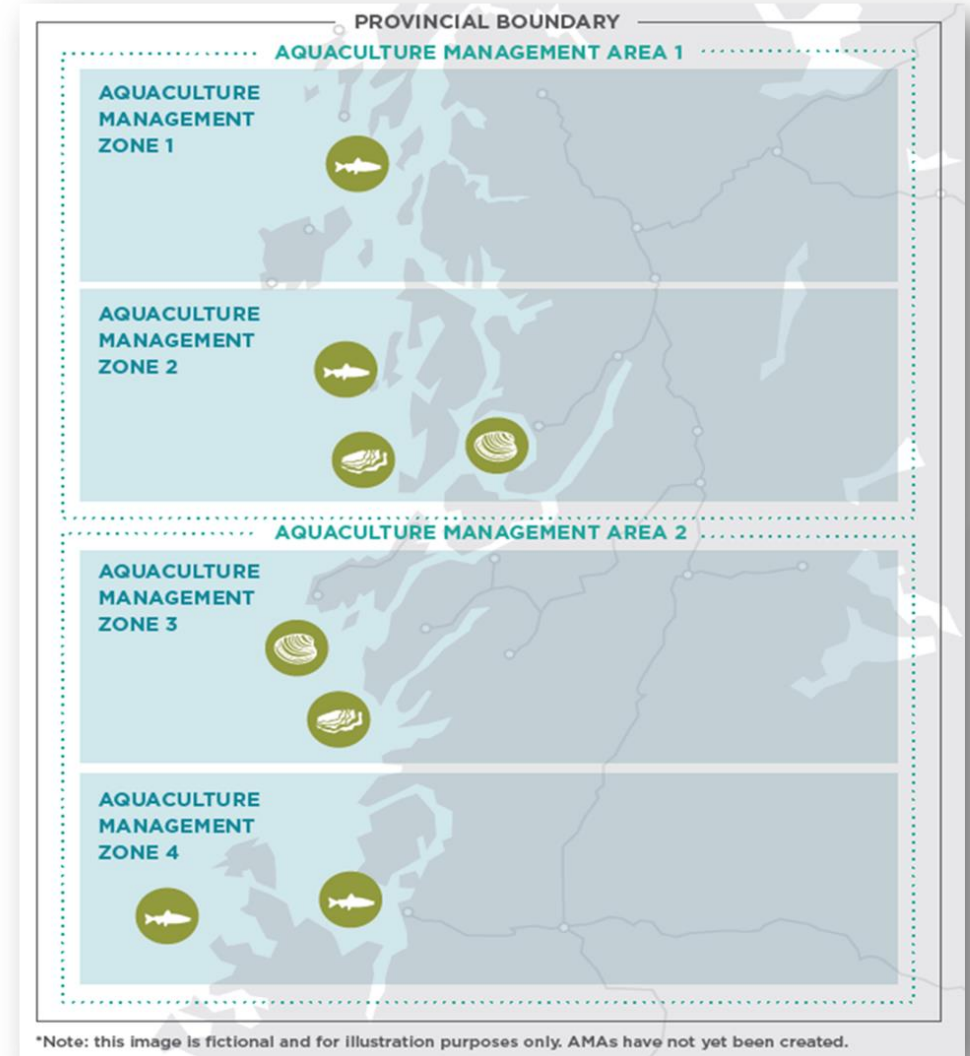 PROVINCIAL BOUNDARY
AQUACULTURE MANAGEMENT AREA 1
AQUACULTURE
MANAGEMENT
ZONE 1
AQUACULTURE
MANAGEMENT
ZONE 2
AQUACULTURE MANAGEMENT AREA 2
AQUACULTURE
MANAGEMENT
ZONE 3
AQUACULTURE
MANAGEMENT
ZONE 4
*Note: this image is fictional and for illustration purposes only. AMAs have not yet been created.